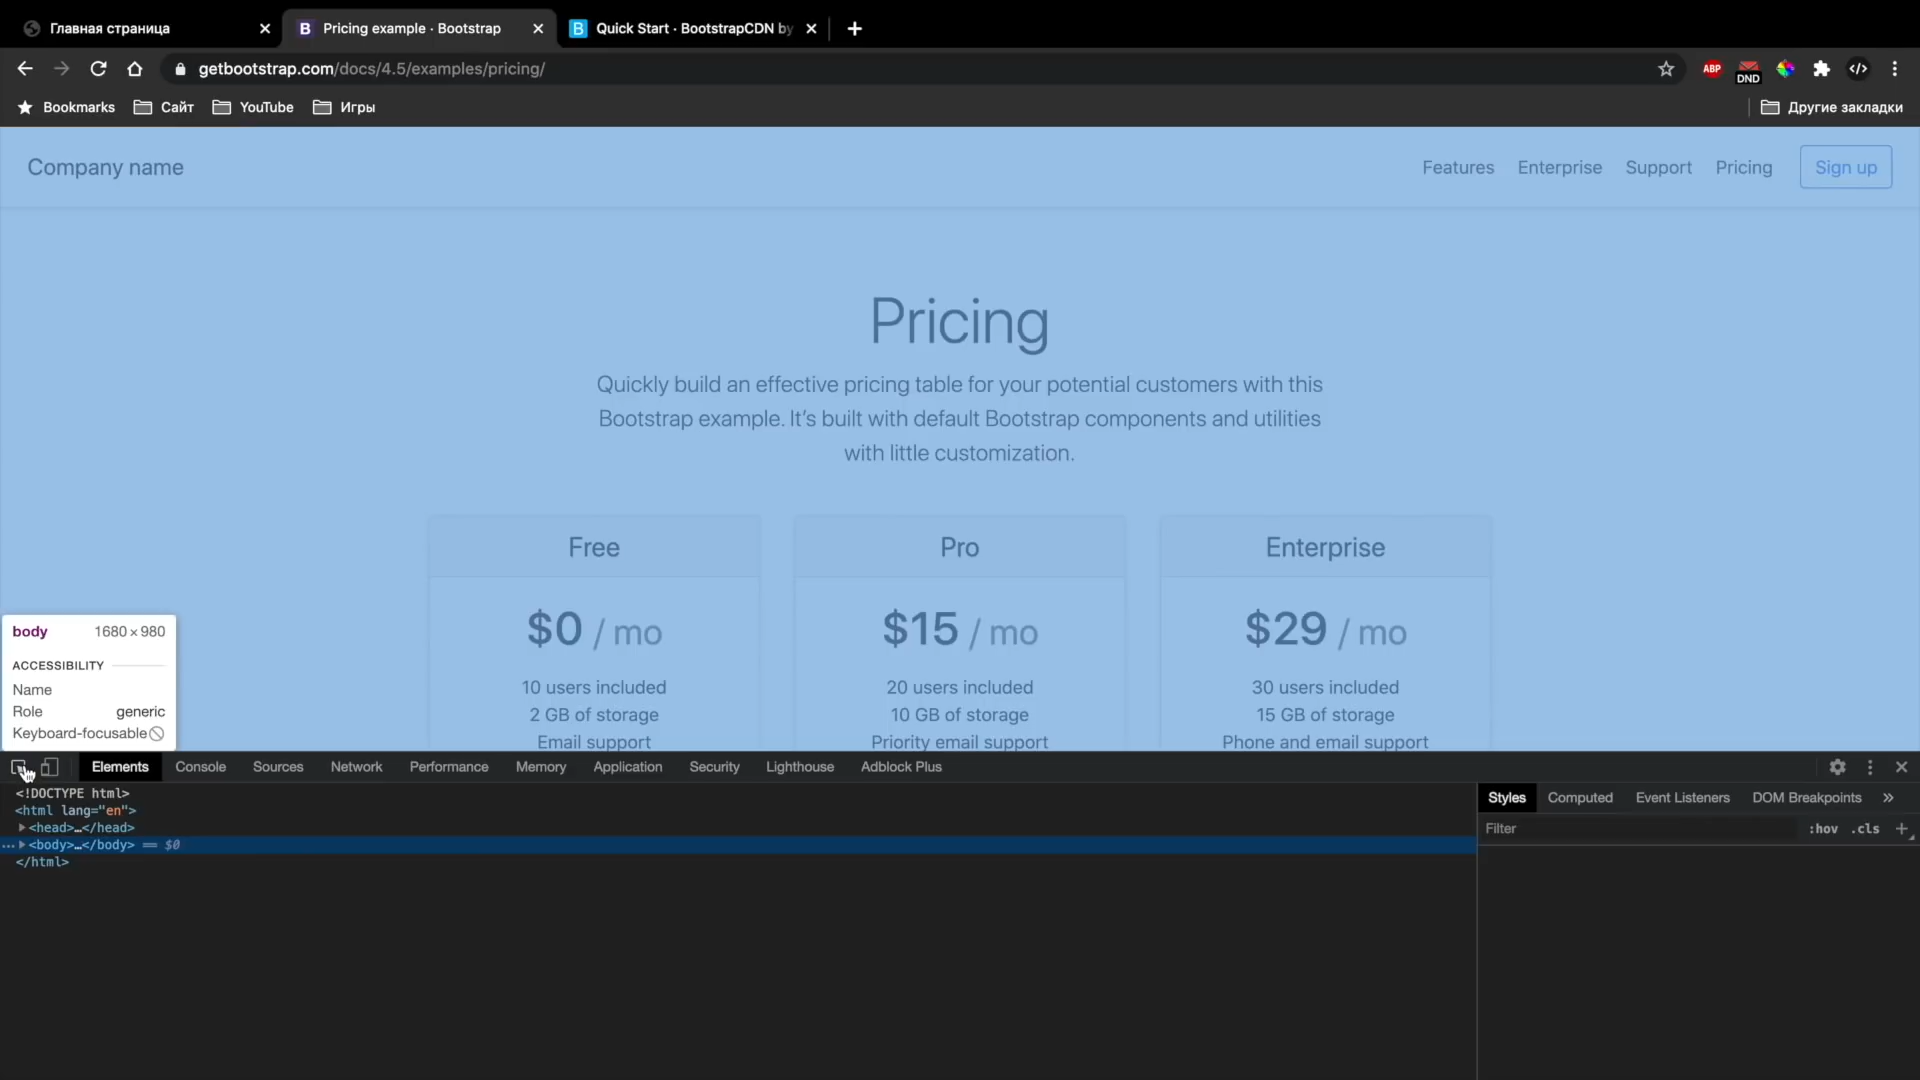 Главная страница
Pricing example · Bootstrap
Quick Start · BootstrapCDN by
getbootstrap.com/docs/4.5/examples/pricing/
ABP
DND
Bookmarks
Сайт
YouTube
Игры
Другие закладки
Company name
Features
Enterprise
Support
Pricing
Sign up
Pricing
Quickly build an effective pricing table for your potential customers with this
Bootstrap example. It’s built with default Bootstrap components and utilities
with little customization.
Free
Pro
Enterprise
$0 / mo
$15 / mo
$29 / mo
10 users included
20 users included
30 users included
2 GB of storage
10 GB of storage
15 GB of storage
Email support
Priority email support
Phone and email support
body 1680 × 980
ACCESSIBILITY
Name
Role generic
Keyboard-focusable
Elements
Console
Sources
Network
Performance
Memory
Application
Security
Lighthouse
Adblock Plus
<!DOCTYPE html>
<html lang="en">
<head>…</head>
<body>…</body> == $0
</html>
Styles
Computed
Event Listeners
DOM Breakpoints
Filter
:hov
.cls